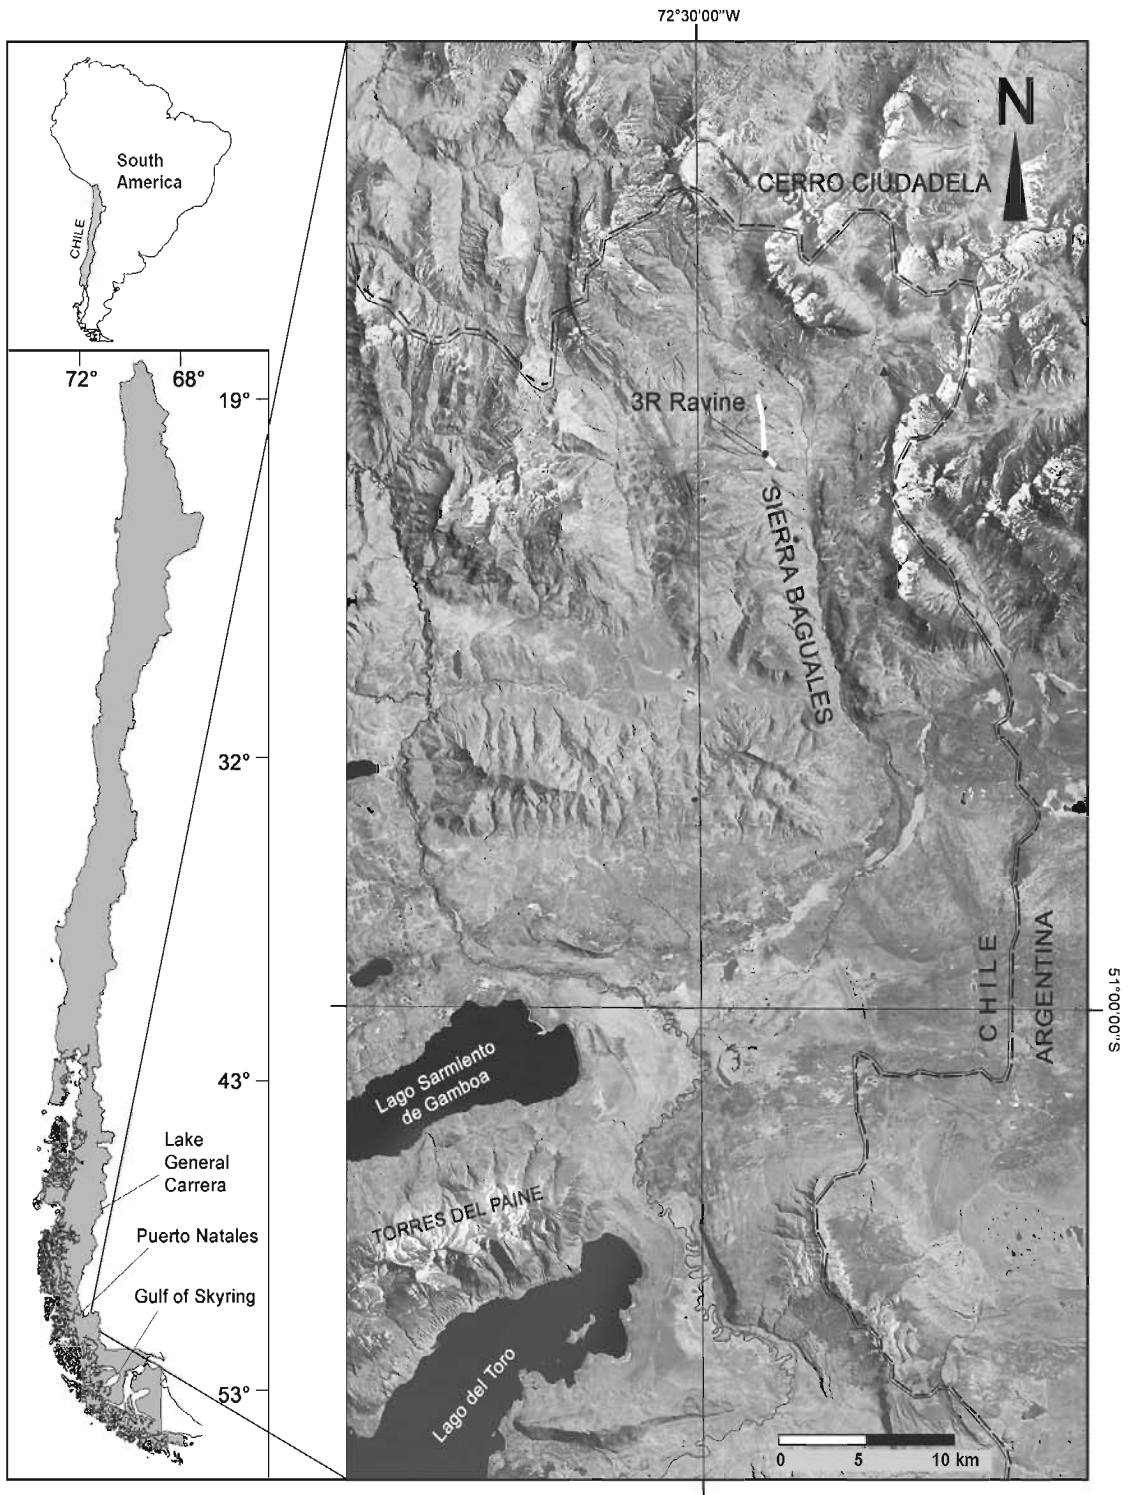 72°30'00"W
N
South
America
CHILE
CERRO CIUDADELA
72°
68°
19°
3R Ravine
SIERRA BAGUALES
32°
CHILE
ARGENTINA
51°00'00"S
Lago Sarmiento
de Gamboa
43°
Lake
General
Carrera
TORRES DEL PAINE
Puerto Natales
Gulf of Skyring
Lago del Toro
53°
0
5
10 km